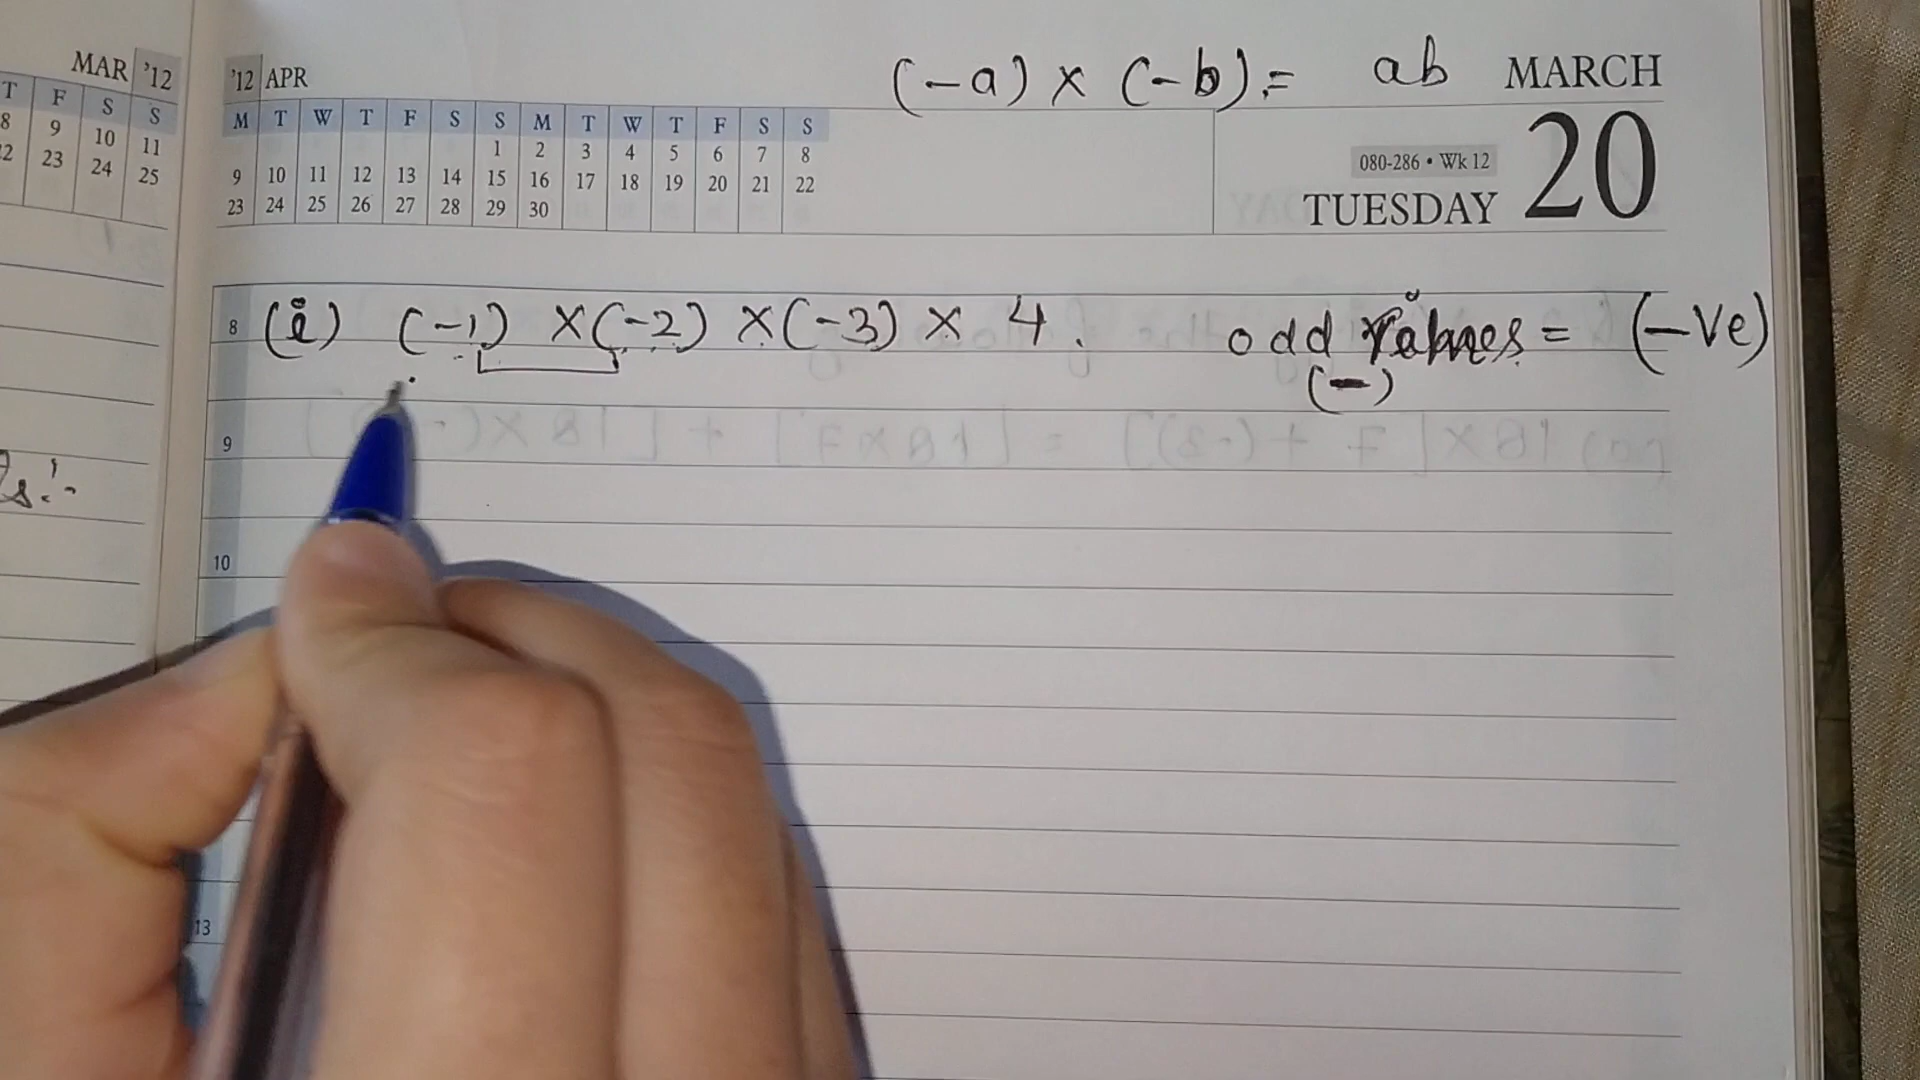 (-a) × (-b) = ab
MAR '12
T F S S
8 9 10 11
22 23 24 25
'12 APR
M T W T F S S M T W T F S S
1 2 3 4 5 6 7 8
9 10 11 12 13 14 15 16 17 18 19 20 21 22
23 24 25 26 27 28 29 30
MARCH
080-286 • Wk 12
TUESDAY 20
8 (i) (-1) × (-2) × (-3) × 4. odd = (-ve)
(-)
9
10
13